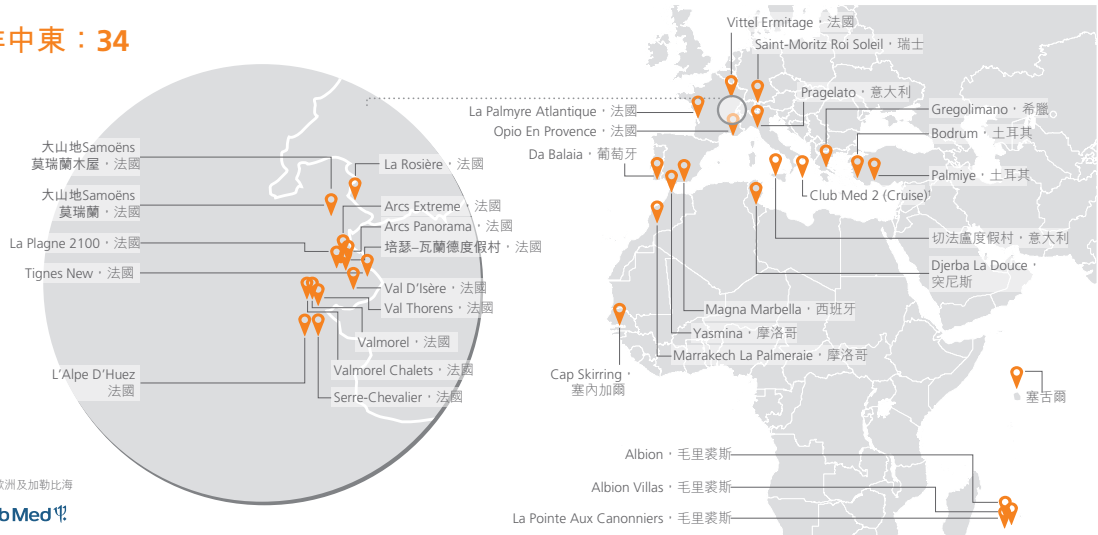 中東：34
Vittel Ermitage，法國
Saint-Moritz Roi Soleil，瑞士
Pragelato，意大利
La Palmyre Atlantique，法國
Gregolimano，希臘
Opio En Provence，法國
Bodrum，土耳其
Da Balaia，葡萄牙
Palmiye，土耳其
Club Med 2 (Cruise)¹
大山地Samoëns
莫瑞蘭木屋，法國
La Rosière，法國
大山地Samoëns
莫瑞蘭，法國
Arcs Extreme，法國
Arcs Panorama，法國
La Plagne 2100，法國
培瑟–瓦蘭德度假村，法國
切法盧度假村，意大利
Tignes New，法國
Djerba La Douce，
突尼斯
Val D’Isère，法國
Val Thorens，法國
Magna Marbella，西班牙
Valmorel，法國
Yasmina，摩洛哥
Marrakech La Palmeraie，摩洛哥
L’Alpe D’Huez
法國
Valmorel Chalets，法國
Cap Skirring，
塞內加爾
Serre-Chevalier，法國
塞舌爾
Albion，毛里裘斯
歐洲及加勒比海
Albion Villas，毛里裘斯
b Med
La Pointe Aux Canonniers，毛里裘斯